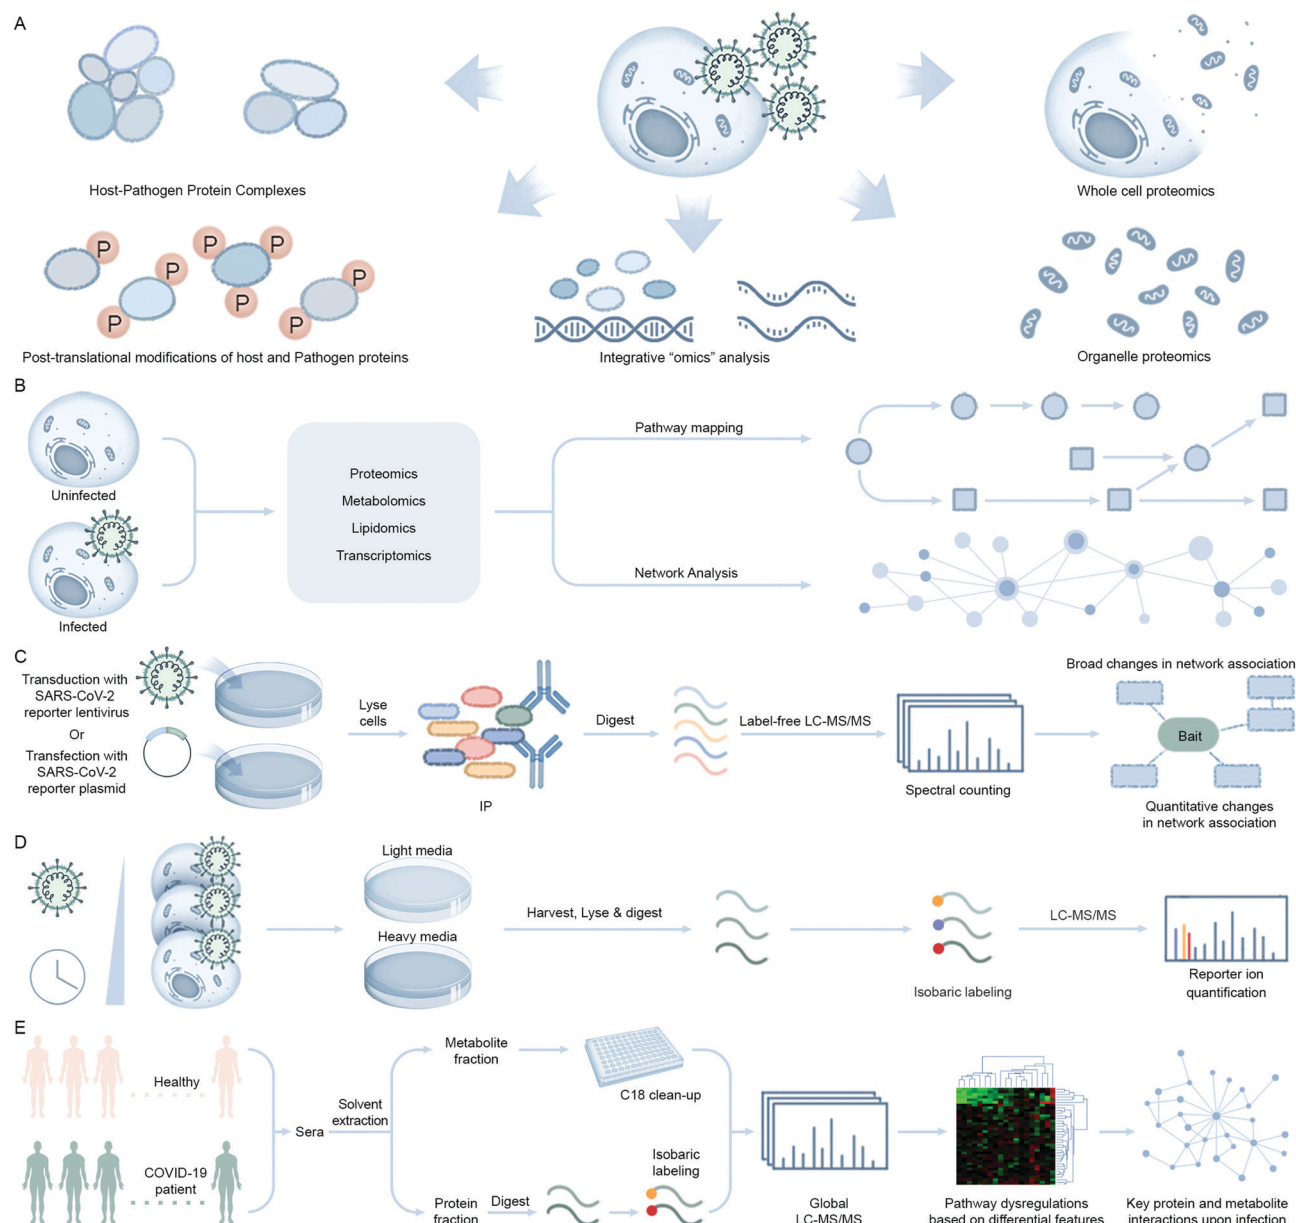 A
Host-Pathogen Protein Complexes
Whole cell proteomics
P
P
P
P
P
P
P
P
Post-translational modifications of host and Pathogen proteins
Integrative “omics” analysis
Organelle proteomics
B
Uninfected
Infected
Proteomics
Metabolomics
Lipidomics
Transcriptomics
Pathway mapping
Network Analysis
C
Transduction with
SARS-CoV-2
reporter lentivirus
Or
Transfection with
SARS-CoV-2
reporter plasmid
Lyse
cells
IP
Digest
Label-free LC-MS/MS
Spectral counting
Broad changes in network association
Bait
Quantitative changes
in network association
D
Light media
Heavy media
Harvest, Lyse & digest
Isobaric labeling
LC-MS/MS
Reporter ion
quantification
E
Healthy
COVID-19
patient
Sera
Solvent
extraction
Metabolite
fraction
C18 clean-up
Protein
fraction
Digest
Isobaric
labeling
Global
LC-MS/MS
Pathway dysregulations
based on differential features
Key protein and metabolite
interactions upon infection